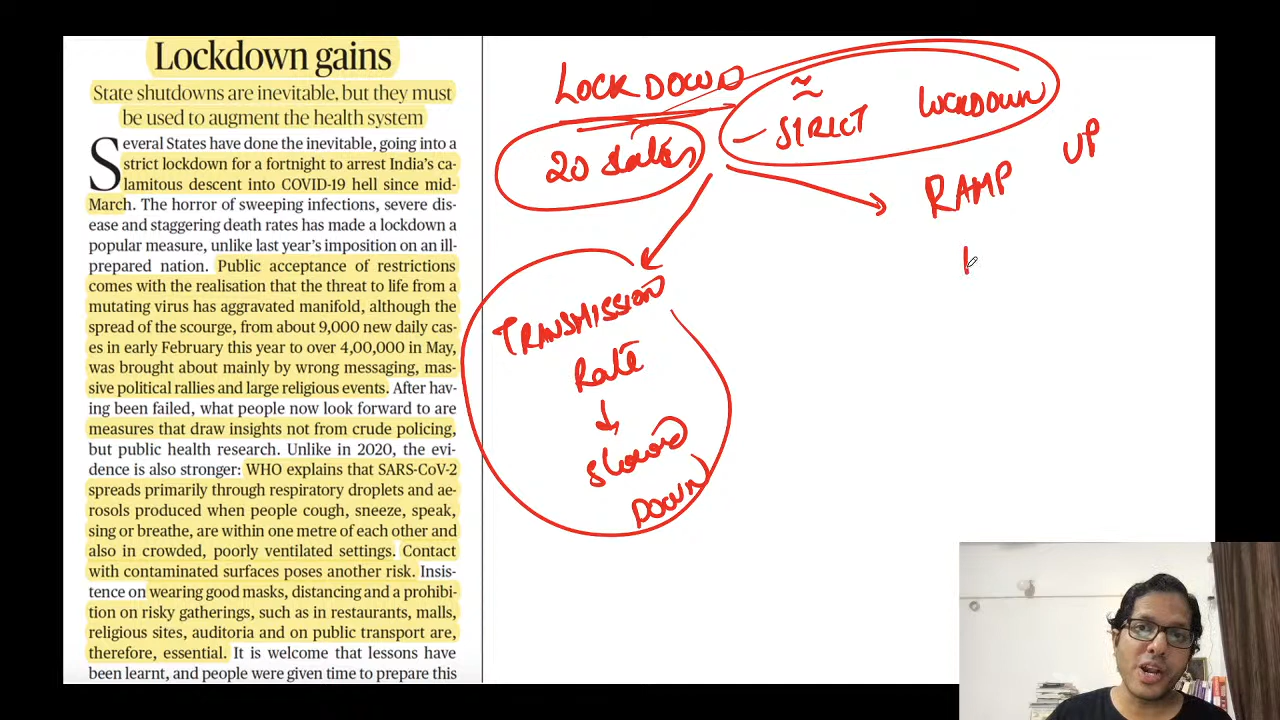 Lockdown gains
State shutdowns are inevitable, but they must
be used to augment the health system
Several States have done the inevitable, going into a
strict lockdown for a fortnight to arrest India's ca-
lamitous descent into COVID-19 hell since mid-
March. The horror of sweeping infections, severe dis-
ease and staggering death rates has made a lockdown a
popular measure, unlike last year's imposition on an ill-
prepared nation. Public acceptance of restrictions
comes with the realisation that the threat to life from a
mutating virus has aggravated manifold, although the
spread of the scourge, from about 9,000 new daily cas-
es in early February this year to over 4,00,000 in May,
was brought about mainly by wrong messaging, mas-
sive political rallies and large religious events. After hav-
ing been failed, what people now look forward to are
measures that draw insights not from crude policing,
but public health research. Unlike in 2020, the evi-
dence is also stronger: WHO explains that SARS-CoV-2
spreads primarily through respiratory droplets and ae-
rosols produced when people cough, sneeze, speak,
sing or breathe, are within one metre of each other and
also in crowded, poorly ventilated settings. Contact
with contaminated surfaces poses another risk. Insis-
tence on wearing good masks, distancing and a prohibi-
tion on risky gatherings, such as in restaurants, malls,
religious sites, auditoria and on public transport are,
therefore, essential. It is welcome that lessons have
been learnt, and people were given time to prepare this
LOCKDOWN
20 states
- STRICT LOCKDOWN
RAMP UP
TRANSMISSION
Rate
slowed
DOWN